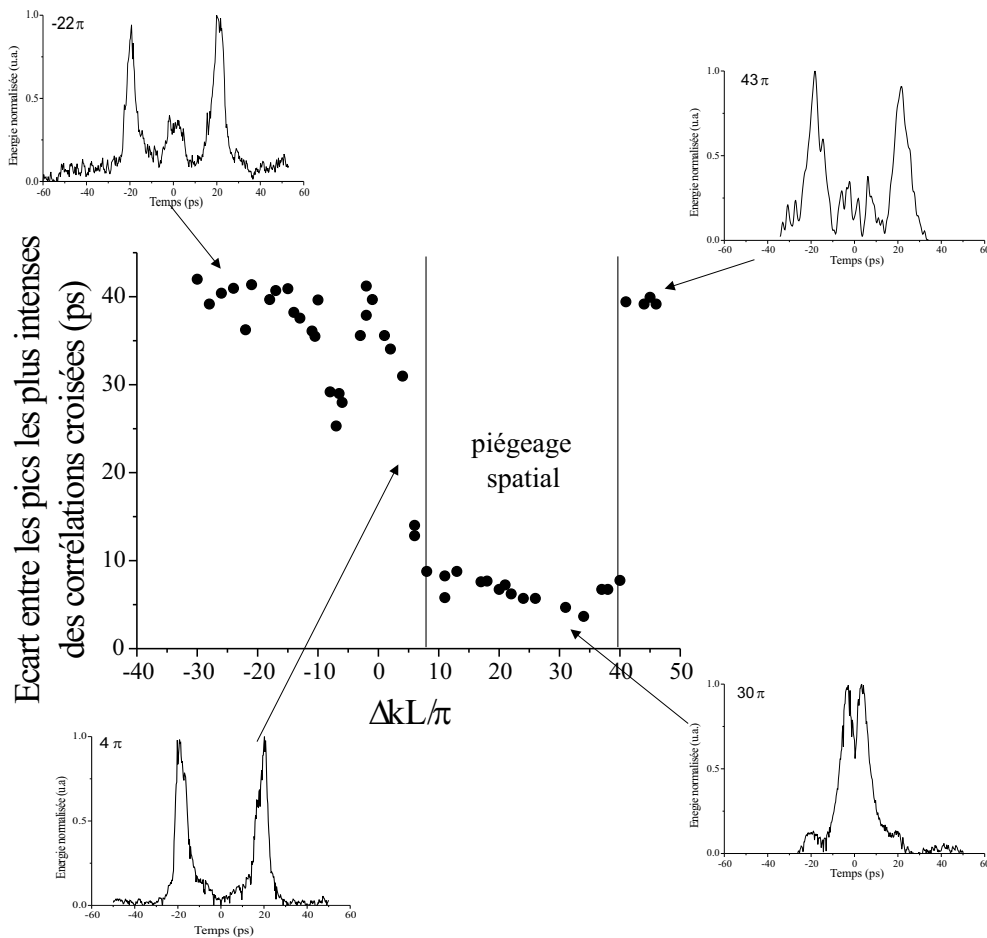 -22π
Energie normalisée (u.a.)
1.0
0.5
0.0
-60 -40 -20 0 20 40 60
Temps (ps)
43π
Energie normalisée (u.a.)
1.0
0.5
0.0
-60 -40 -20 0 20 40 60
Temps (ps)
Ecart entre les pics les plus intenses
des corrélations croisées (ps)
40
30
20
10
0
piégeage
spatial
-40 -30 -20 -10 0 10 20 30 40 50
ΔkL/π
4 π
Energie normalisée (u.a)
1.0
0.5
0.0
-60 -40 -20 0 20 40 60
Temps (ps)
30π
Enegie normalisée (u.a.)
1.0
0.5
0.0
-60 -40 -20 0 20 40 60
Temps (ps)